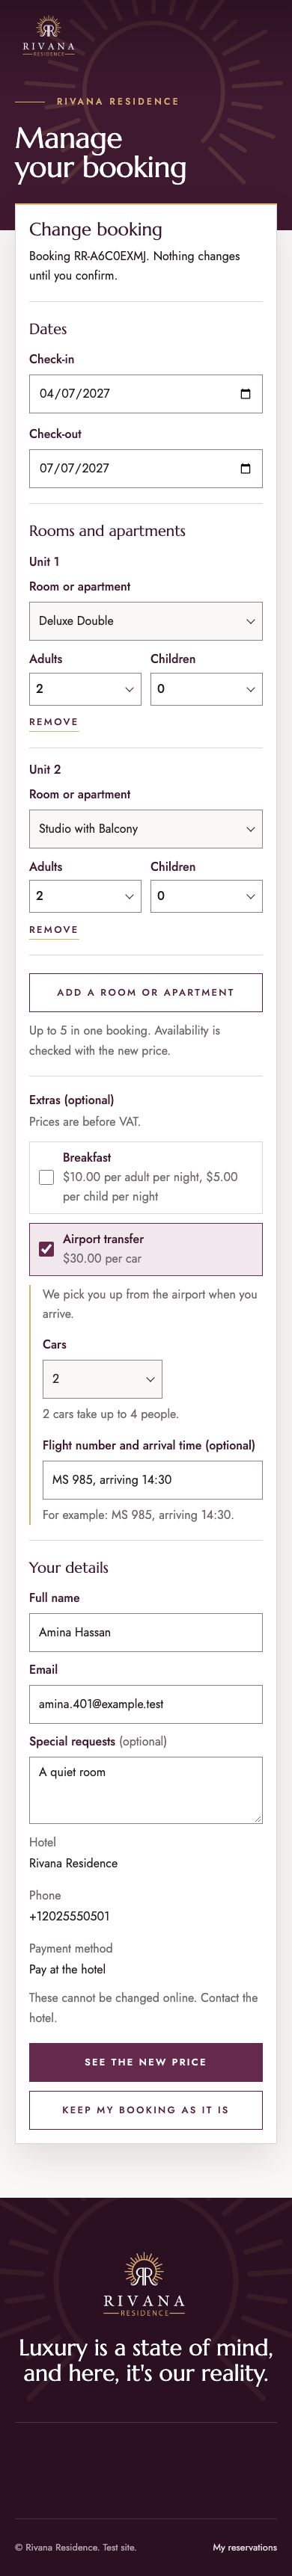 RIVANA
RESIDENCE
RIVANA RESIDENCE
Manage
your booking
Change booking
Booking RR-A6C0EXMJ. Nothing changes
until you confirm.
Dates
Check-in
04/07/2027
Check-out
07/07/2027
Rooms and apartments
Unit 1
Room or apartment
Deluxe Double
Adults Children
2 0
REMOVE
Unit 2
Room or apartment
Studio with Balcony
Adults Children
2 0
REMOVE
ADD A ROOM OR APARTMENT
Up to 5 in one booking. Availability is
checked with the new price.
Extras (optional)
Prices are before VAT.
Breakfast
$10.00 per adult per night, $5.00
per child per night
Airport transfer
$30.00 per car
We pick you up from the airport when you
arrive.
Cars
2
2 cars take up to 4 people.
Flight number and arrival time (optional)
MS 985, arriving 14:30
For example: MS 985, arriving 14:30.
Your details
Full name
Amina Hassan
Email
amina.401@example.test
Special requests (optional)
A quiet room
Hotel
Rivana Residence
Phone
+12025550501
Payment method
Pay at the hotel
These cannot be changed online. Contact the
hotel.
SEE THE NEW PRICE
KEEP MY BOOKING AS IT IS
RIVANA
RESIDENCE
Luxury is a state of mind,
and here, it's our reality.
© Rivana Residence. Test site. My reservations